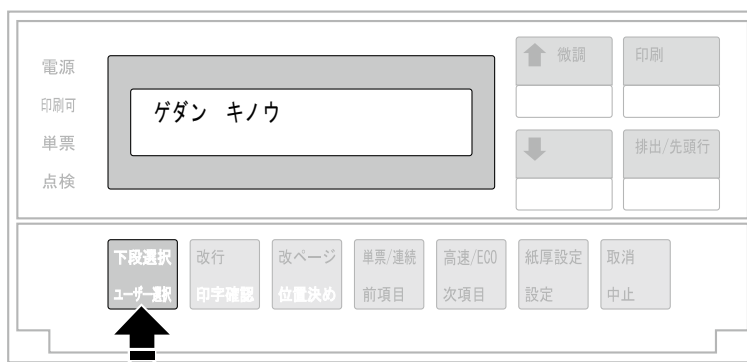 電源
印刷可
単票
点検
ゲダン キノウ
微調
印刷
排出/先頭行
下段選択
ユーザー選択
改行
印字確認
改ページ
位置決め
単票/連続
前項目
高速/ECO
次項目
紙厚設定
設定
取消
中止